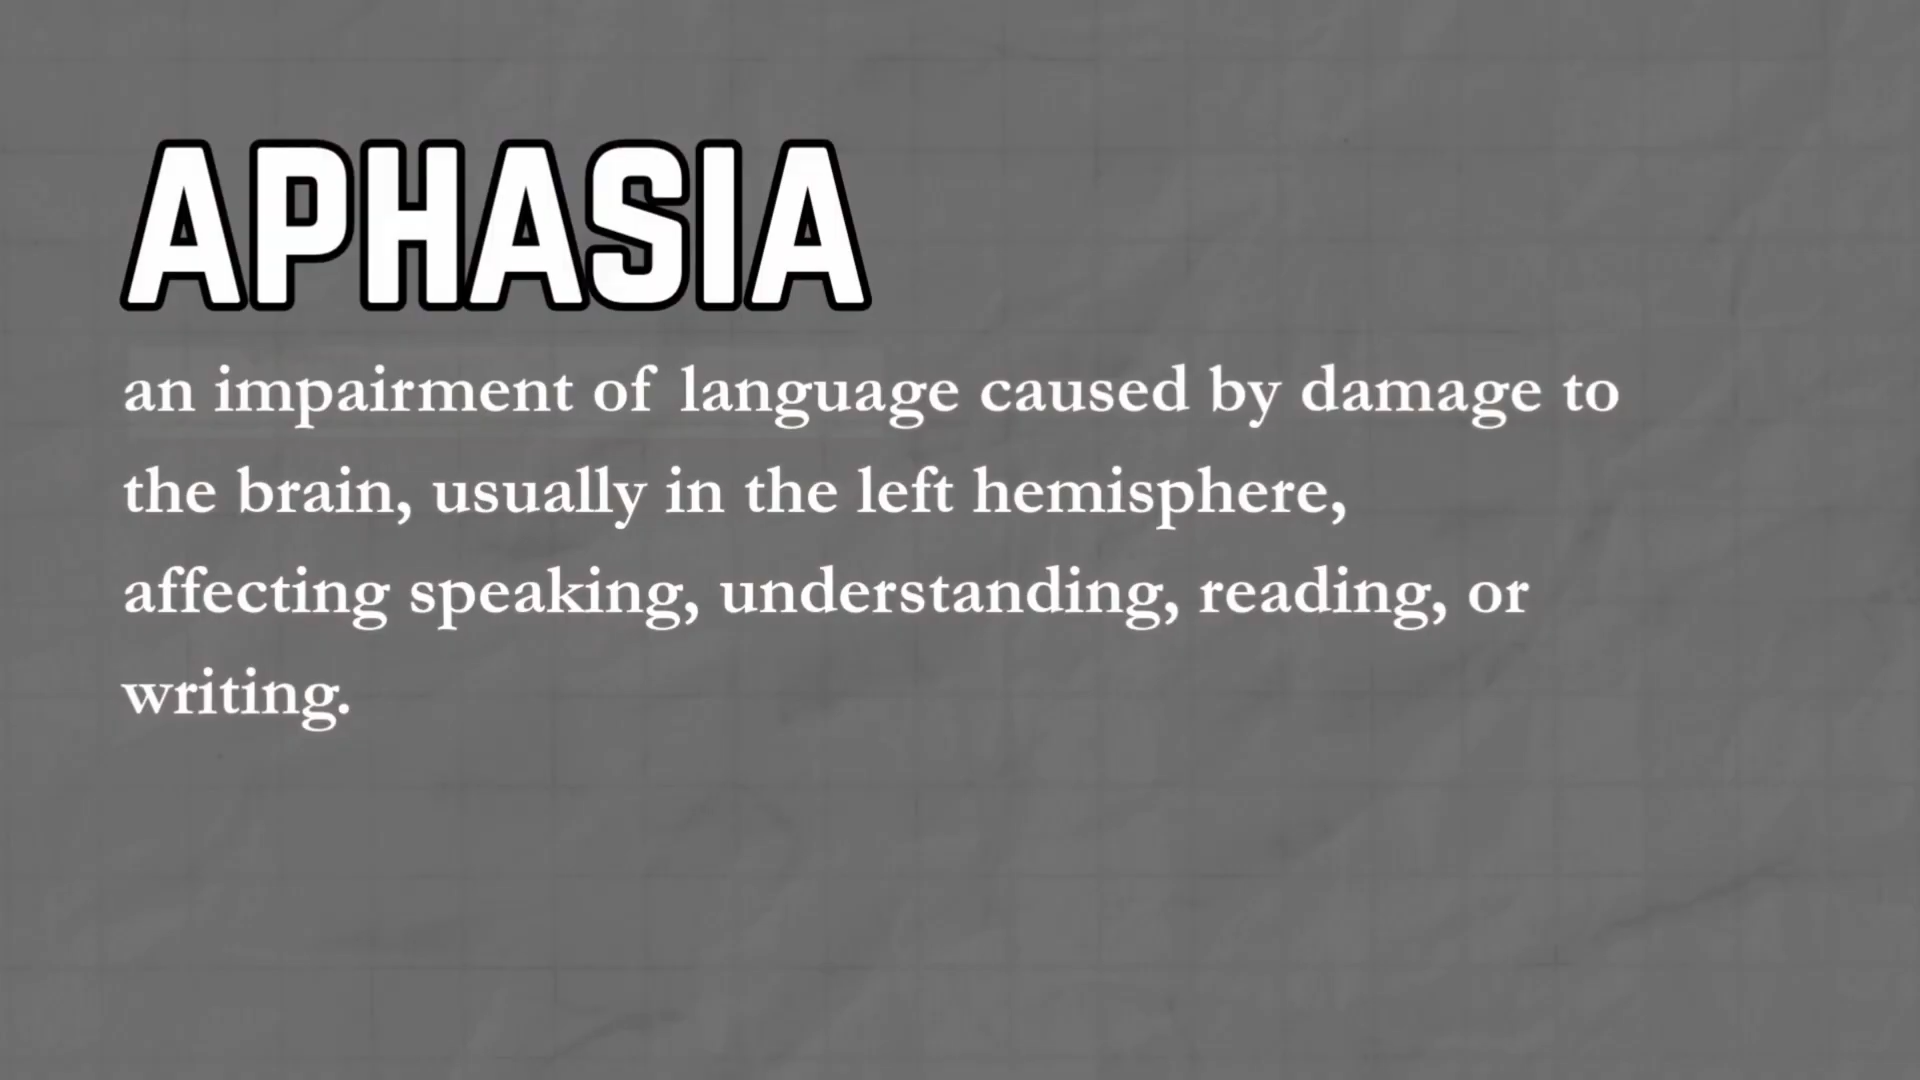 APHASIA
an impairment of language caused by damage to
the brain, usually in the left hemisphere,
affecting speaking, understanding, reading, or
writing.